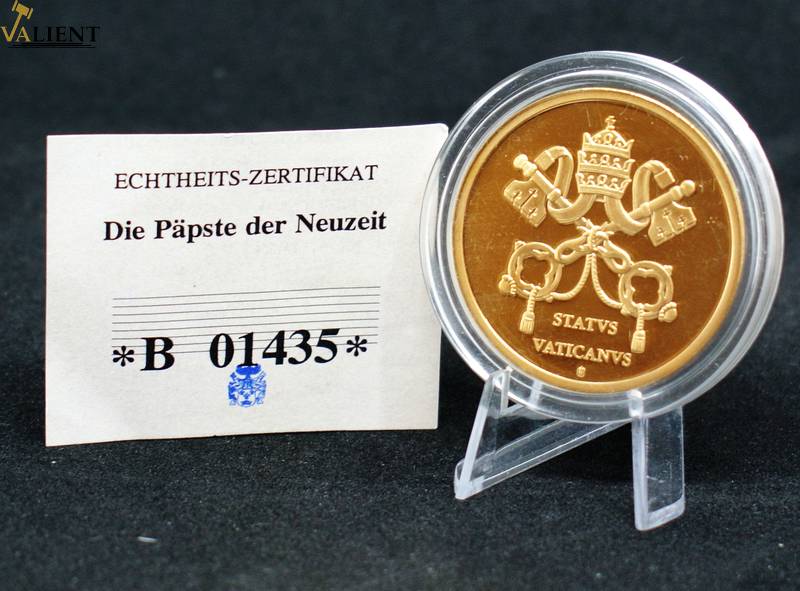 VALIENT
ECHTHEITS-ZERTIFIKAT
Die Päpste der Neuzeit
*B 01435*
STATVS
VATICANVS